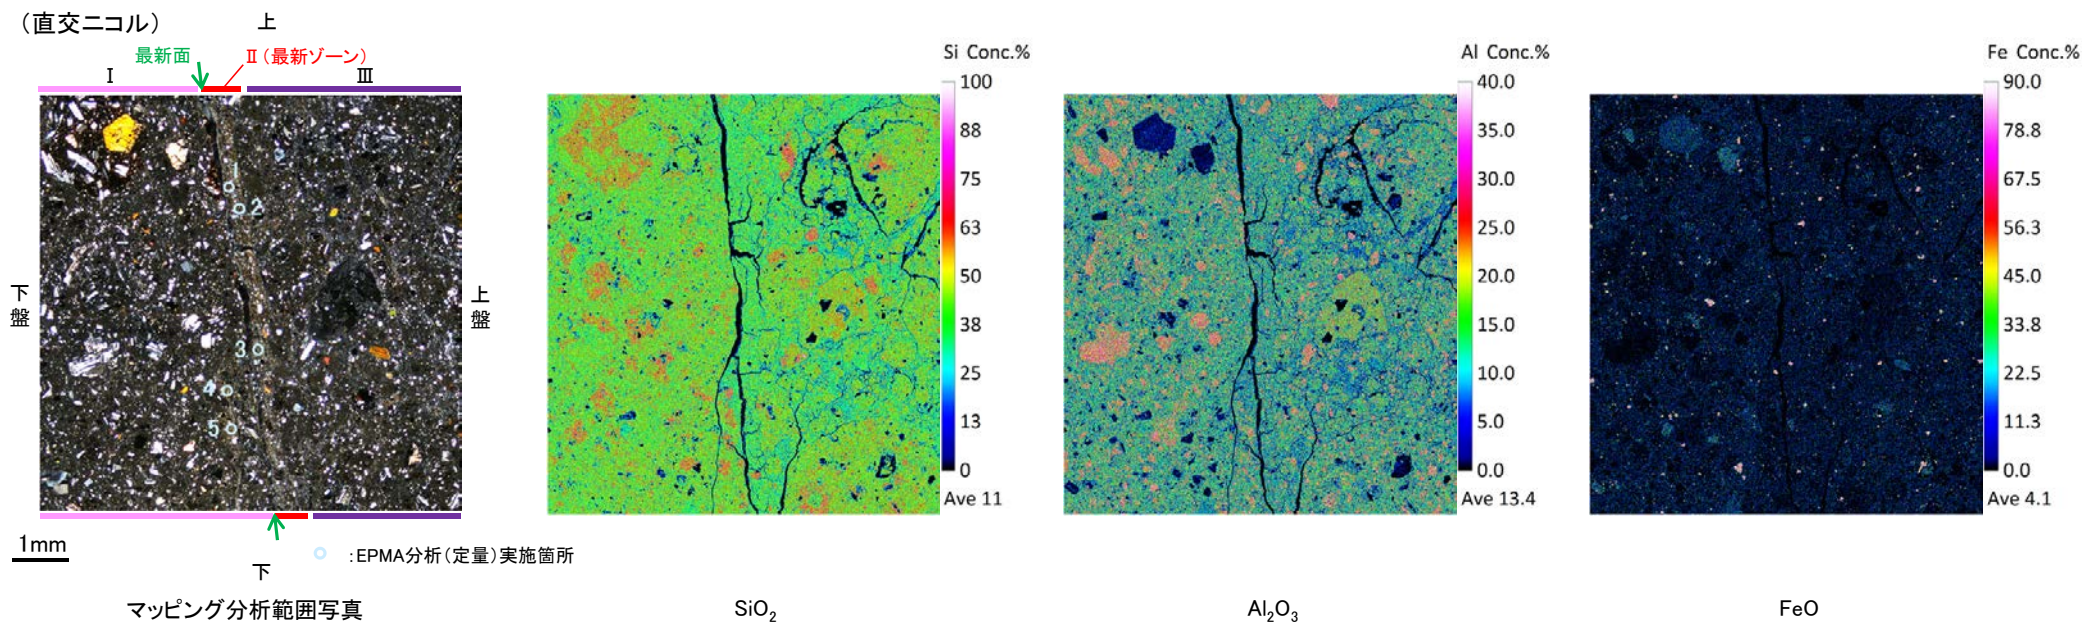 （直交ニコル）
上
最新面
Ⅱ（最新ゾーン）
Ⅰ
Ⅲ
下盤
上盤
1
2
3
4
5
1mm
下
：EPMA分析（定量）実施箇所
マッピング分析範囲写真
Si Conc.%
100
88
75
63
50
38
25
13
0
Ave 11
SiO₂
Al Conc.%
40.0
35.0
30.0
25.0
20.0
15.0
10.0
5.0
0.0
Ave 13.4
Al₂O₃
Fe Conc.%
90.0
78.8
67.5
56.3
45.0
33.8
22.5
11.3
0.0
Ave 4.1
FeO